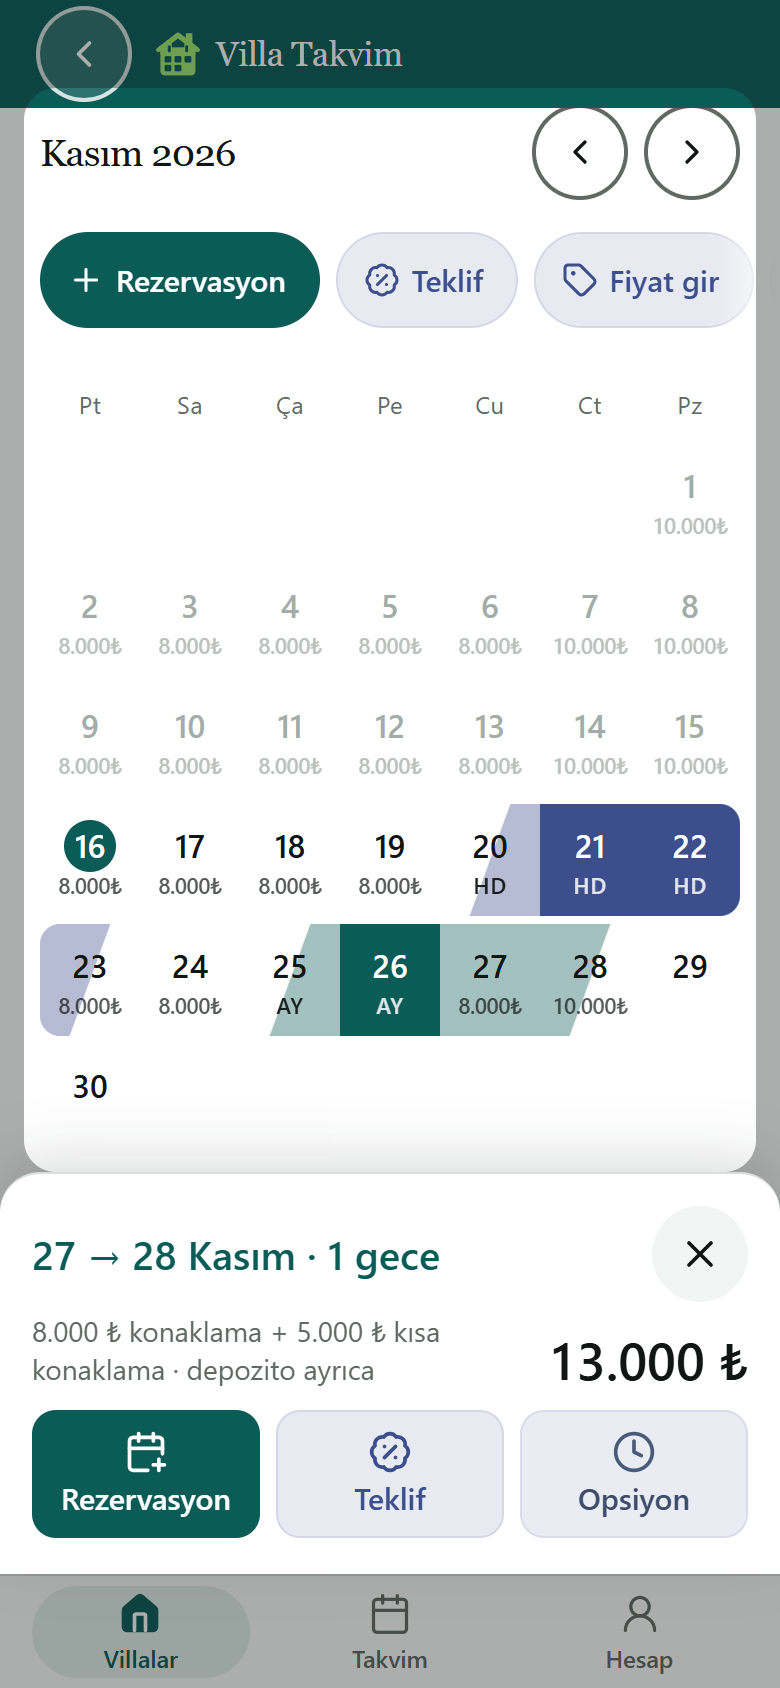 Villa Takvim
Kasım 2026
Rezervasyon
Teklif
Fiyat gir
Pt Sa Ça Pe Cu Ct Pz
1
10.000₺
2 3 4 5 6 7 8
8.000₺ 8.000₺ 8.000₺ 8.000₺ 8.000₺ 10.000₺ 10.000₺
9 10 11 12 13 14 15
8.000₺ 8.000₺ 8.000₺ 8.000₺ 8.000₺ 10.000₺ 10.000₺
16 17 18 19 20 21 22
8.000₺ 8.000₺ 8.000₺ 8.000₺ HD HD HD
23 24 25 26 27 28 29
8.000₺ 8.000₺ AY AY 8.000₺ 10.000₺
30
27 → 28 Kasım · 1 gece
8.000 ₺ konaklama + 5.000 ₺ kısa
konaklama · depozito ayrıca
13.000 ₺
Rezervasyon
Teklif
Opsiyon
Villalar
Takvim
Hesap